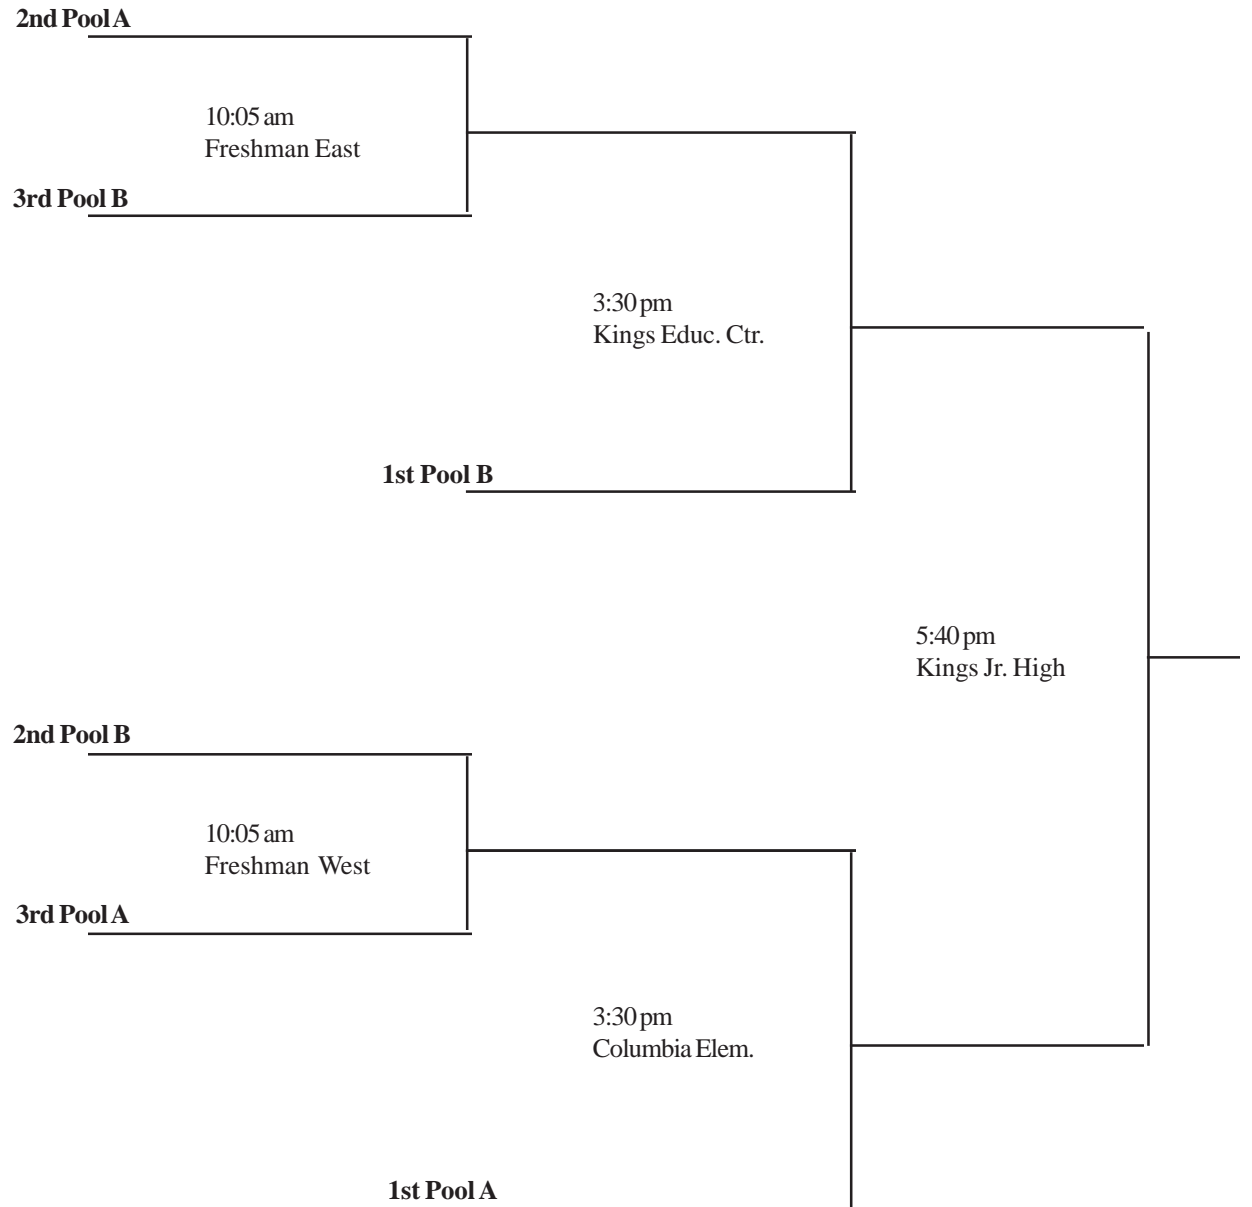 2nd Pool A
10:05 am
Freshman East
3rd Pool B
3:30 pm
Kings Educ. Ctr.
1st Pool B
5:40 pm
Kings Jr. High
2nd Pool B
10:05 am
Freshman West
3rd Pool A
3:30 pm
Columbia Elem.
1st Pool A